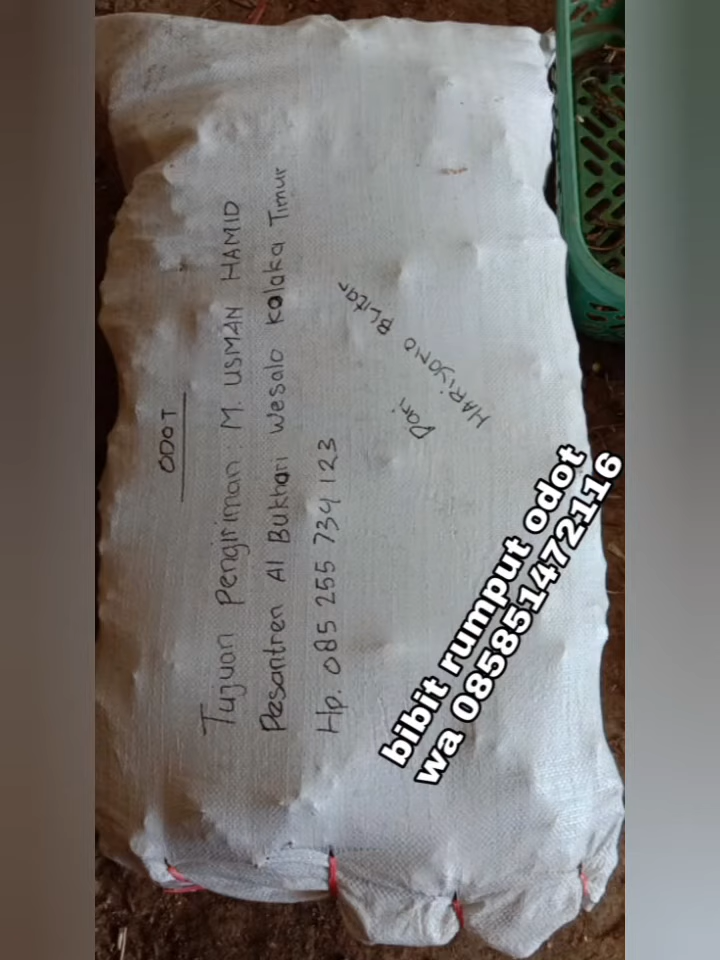 ODOT
Tujuan Pengiriman. M. USMAN HAMID
Pesantren Al Bukhari Wesalo Kolaka Timur
Hp. 085 255 734 123
Dari
HARIYONO BLitar
bibit rumput odot
wa 085851472116